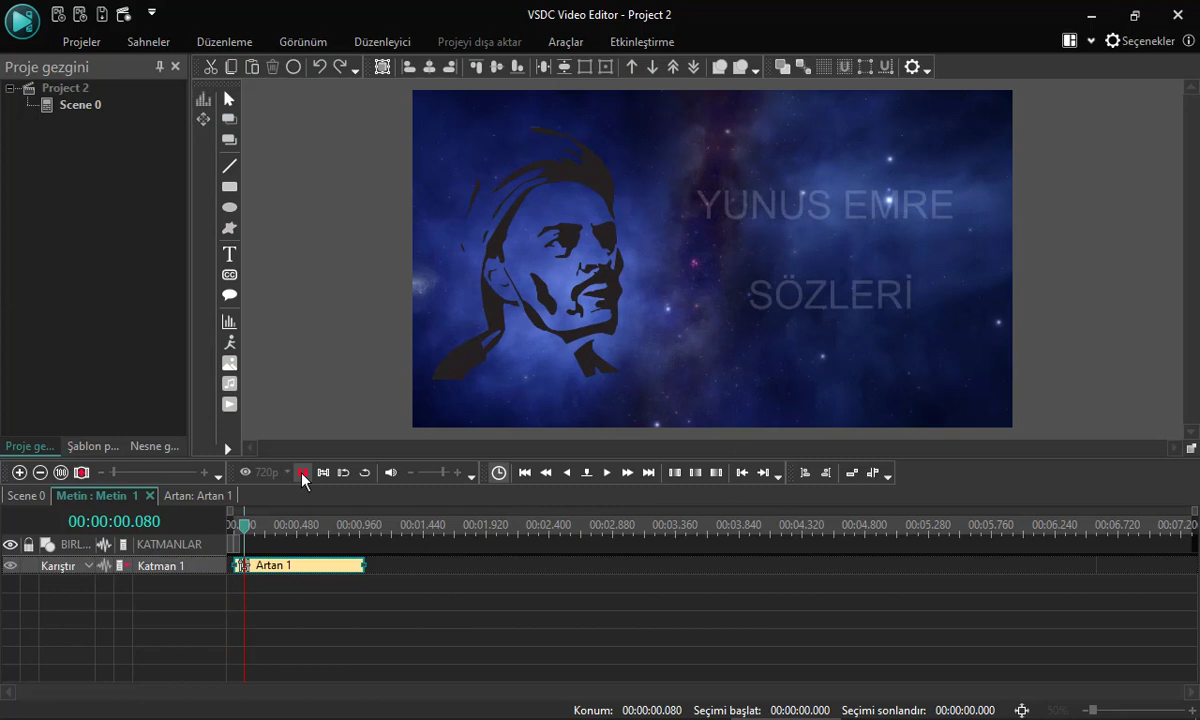 VSDC Video Editor - Project 2
Projeler Sahneler Düzenleme Görünüm Düzenleyici Projeyi dışa aktar Araçlar Etkinleştirme
Seçenekler
Proje gezgini
Project 2
Scene 0
YUNUS EMRE
SÖZLERİ
T
CC
Proje ge... Şablon p... Nesne g...
100
720p
Scene 0 Metin : Metin 1 Artan: Artan 1
00:00:00.080
00:00.480 00:00.960 00:01.440 00:01.920 00:02.400 00:02.880 00:03.360 00:03.840 00:04.320 00:04.800 00:05.280 00:05.760 00:06.240 00:06.720 00:07.20
BİRL... KATMANLAR
Karıştır Katman 1 Artan 1
Konum: 00:00:00.080 Seçimi başlat: 00:00:00.000 Seçimi sonlandır: 00:00:00.000 50%